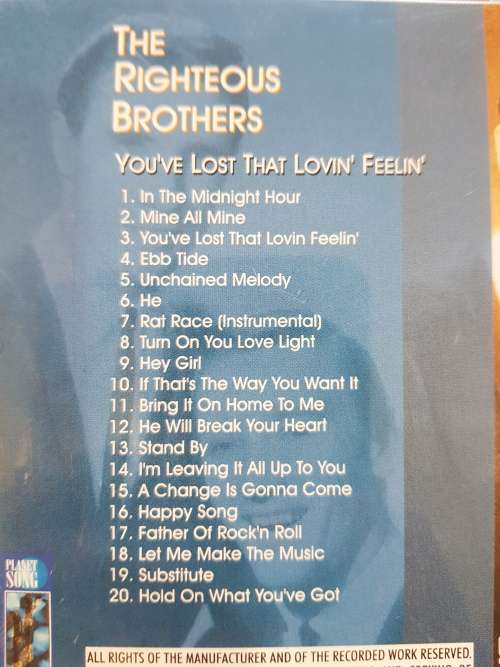 THE
RIGHTEOUS
BROTHERS
YOU'VE LOST THAT LOVIN' FEELIN'
1. In The Midnight Hour
2. Mine All Mine
3. You've Lost That Lovin Feelin'
4. Ebb Tide
5. Unchained Melody
6. He
7. Rat Race (Instrumental)
8. Turn On You Love Light
9. Hey Girl
10. If That's The Way You Want It
11. Bring It On Home To Me
12. He Will Break Your Heart
13. Stand By
14. I'm Leaving It All Up To You
15. A Change Is Gonna Come
16. Happy Song
17. Father Of Rock'n Roll
18. Let Me Make The Music
19. Substitute
20. Hold On What You've Got
PLANET
SONG
ALL RIGHTS OF THE MANUFACTURER AND OF THE RECORDED WORK RESERVED.